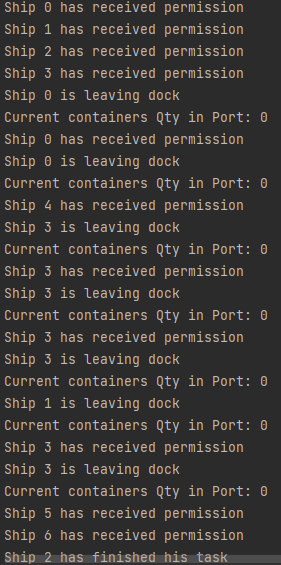 Ship 0 has received permission
Ship 1 has received permission
Ship 2 has received permission
Ship 3 has received permission
Ship 0 is leaving dock
Current containers Qty in Port: 0
Ship 0 has received permission
Ship 0 is leaving dock
Current containers Qty in Port: 0
Ship 4 has received permission
Ship 3 is leaving dock
Current containers Qty in Port: 0
Ship 3 has received permission
Ship 3 is leaving dock
Current containers Qty in Port: 0
Ship 3 has received permission
Ship 3 is leaving dock
Current containers Qty in Port: 0
Ship 1 is leaving dock
Current containers Qty in Port: 0
Ship 3 has received permission
Ship 3 is leaving dock
Current containers Qty in Port: 0
Ship 5 has received permission
Ship 6 has received permission
Ship 2 has finished his task